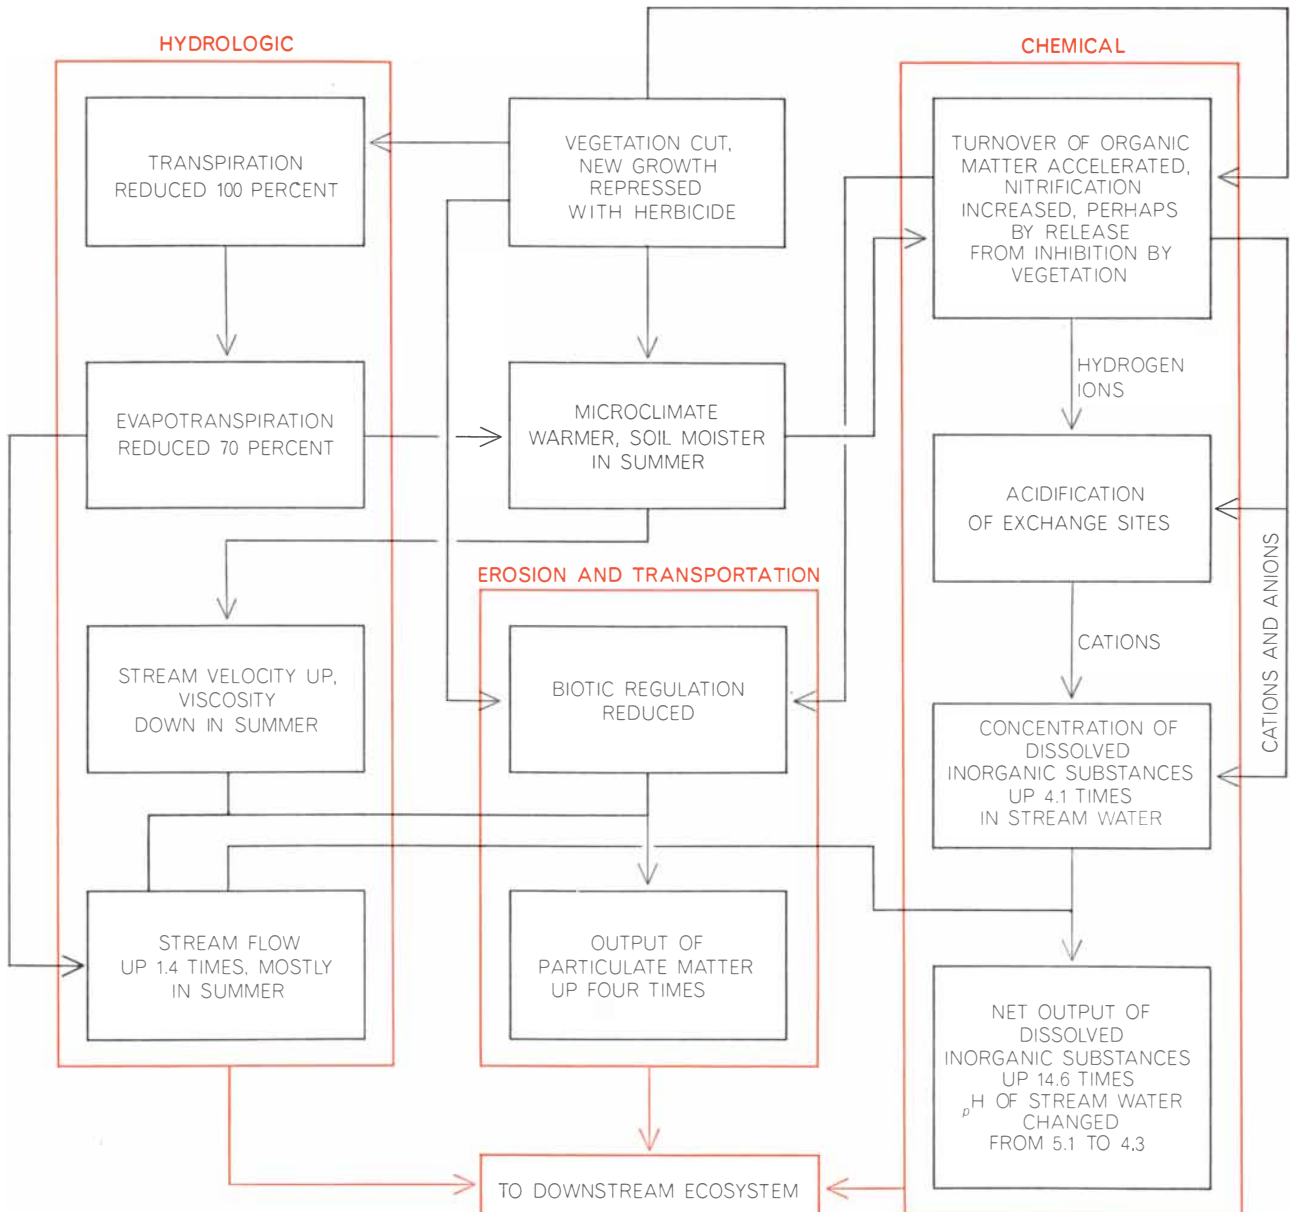 HYDROLOGIC
TRANSPIRATION
REDUCED 100 PERCENT
EVAPOTRANSPIRATION
REDUCED 70 PERCENT
STREAM VELOCITY UP,
VISCOSITY
DOWN IN SUMMER
STREAM FLOW
UP 1.4 TIMES, MOSTLY
IN SUMMER
VEGETATION CUT,
NEW GROWTH
REPRESSED
WITH HERBICIDE
MICROCLIMATE
WARMER, SOIL MOISTER
IN SUMMER
EROSION AND TRANSPORTATION
BIOTIC REGULATION
REDUCED
OUTPUT OF
PARTICULATE MATTER
UP FOUR TIMES
CHEMICAL
TURNOVER OF ORGANIC
MATTER ACCELERATED,
NITRIFICATION
INCREASED, PERHAPS
BY RELEASE
FROM INHIBITION BY
VEGETATION
HYDROGEN
IONS
ACIDIFICATION
OF EXCHANGE SITES
CATIONS
CATIONS AND ANIONS
CONCENTRATION OF
DISSOLVED
INORGANIC SUBSTANCES
UP 4.1 TIMES
IN STREAM WATER
NET OUTPUT OF
DISSOLVED
INORGANIC SUBSTANCES
UP 14.6 TIMES
pH OF STREAM WATER
CHANGED
FROM 5.1 TO 4.3
TO DOWNSTREAM ECOSYSTEM